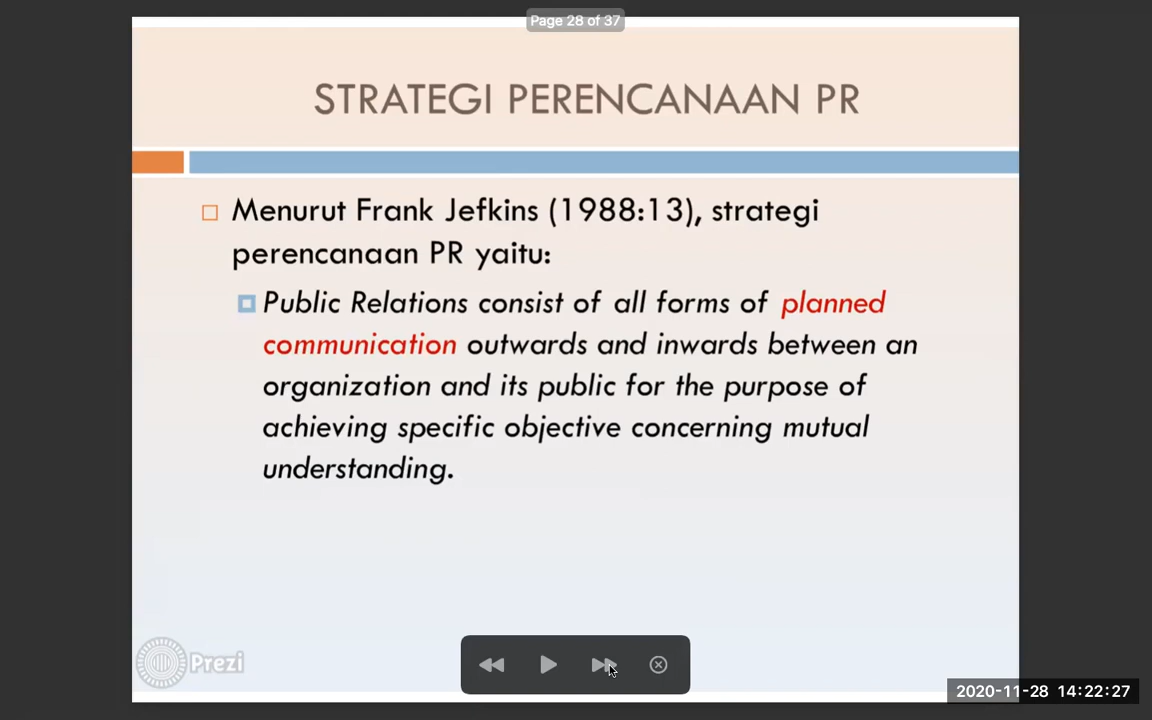 Page 28 of 37
STRATEGI PERENCANAAN PR
Menurut Frank Jefkins (1988:13), strategi
perencanaan PR yaitu:
Public Relations consist of all forms of planned
communication outwards and inwards between an
organization and its public for the purpose of
achieving specific objective concerning mutual
understanding.
Prezi
2020-11-28 14:22:27